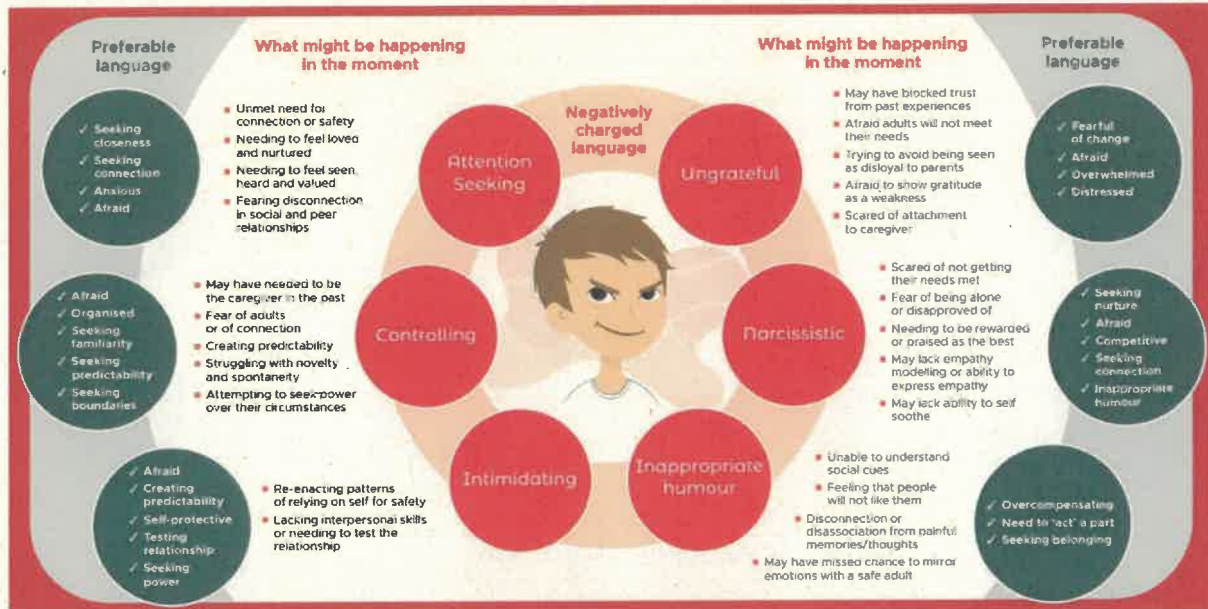 Preferable
language
What might be happening
in the moment
✓ Seeking
closeness
✓ Seeking
connection
✓ Anxious
✓ Afraid
Unmet need for
connection or safety
Needing to feel loved
and nurtured
Needing to feel seen,
heard and valued
Fearing disconnection
in social and peer
relationships
Attention
Seeking
✓ Afraid
✓ Organised
✓ Seeking
familiarity
✓ Seeking
predictability
✓ Seeking
boundaries
May have needed to be
the caregiver in the past
Fear of adults
or of connection
Creating predictability
Struggling with novelty
and spontaneity
Attempting to seek power
over their circumstances
Controlling
✓ Afraid
✓ Creating
predictability
✓ Self-protective
✓ Testing
relationship
✓ Seeking
power
Re-enacting patterns
of relying on self for safety
Lacking interpersonal skills
or needing to test the
relationship
Intimidating
Negatively
charged
language
What might be happening
in the moment
Preferable
language
Ungrateful
May have blocked trust
from past experiences
Afraid adults will not meet
their needs
Trying to avoid being seen
as disloyal to parents
Afraid to show gratitude
as a weakness
Scared of attachment
to caregiver
✓ Fearful
of change
✓ Afraid
✓ Overwhelmed
✓ Distressed
Narcissistic
Scared of not getting
their needs met
Fear of being alone
or disapproved of
Needing to be rewarded
or praised as the best
May lack empathy
modelling or ability to
express empathy
May lack ability to self
soothe
✓ Seeking
nurture
✓ Afraid
✓ Competitive
✓ Seeking
connection
✓ Inappropriate
humour
Inappropriate
humour
Unable to understand
social cues
Feeling that people
will not like them
Disconnection or
disassociation from painful
memories/thoughts
May have missed chance to mirror
emotions with a safe adult
✓ Overcompensating
✓ Need to 'act' a part
✓ Seeking belonging